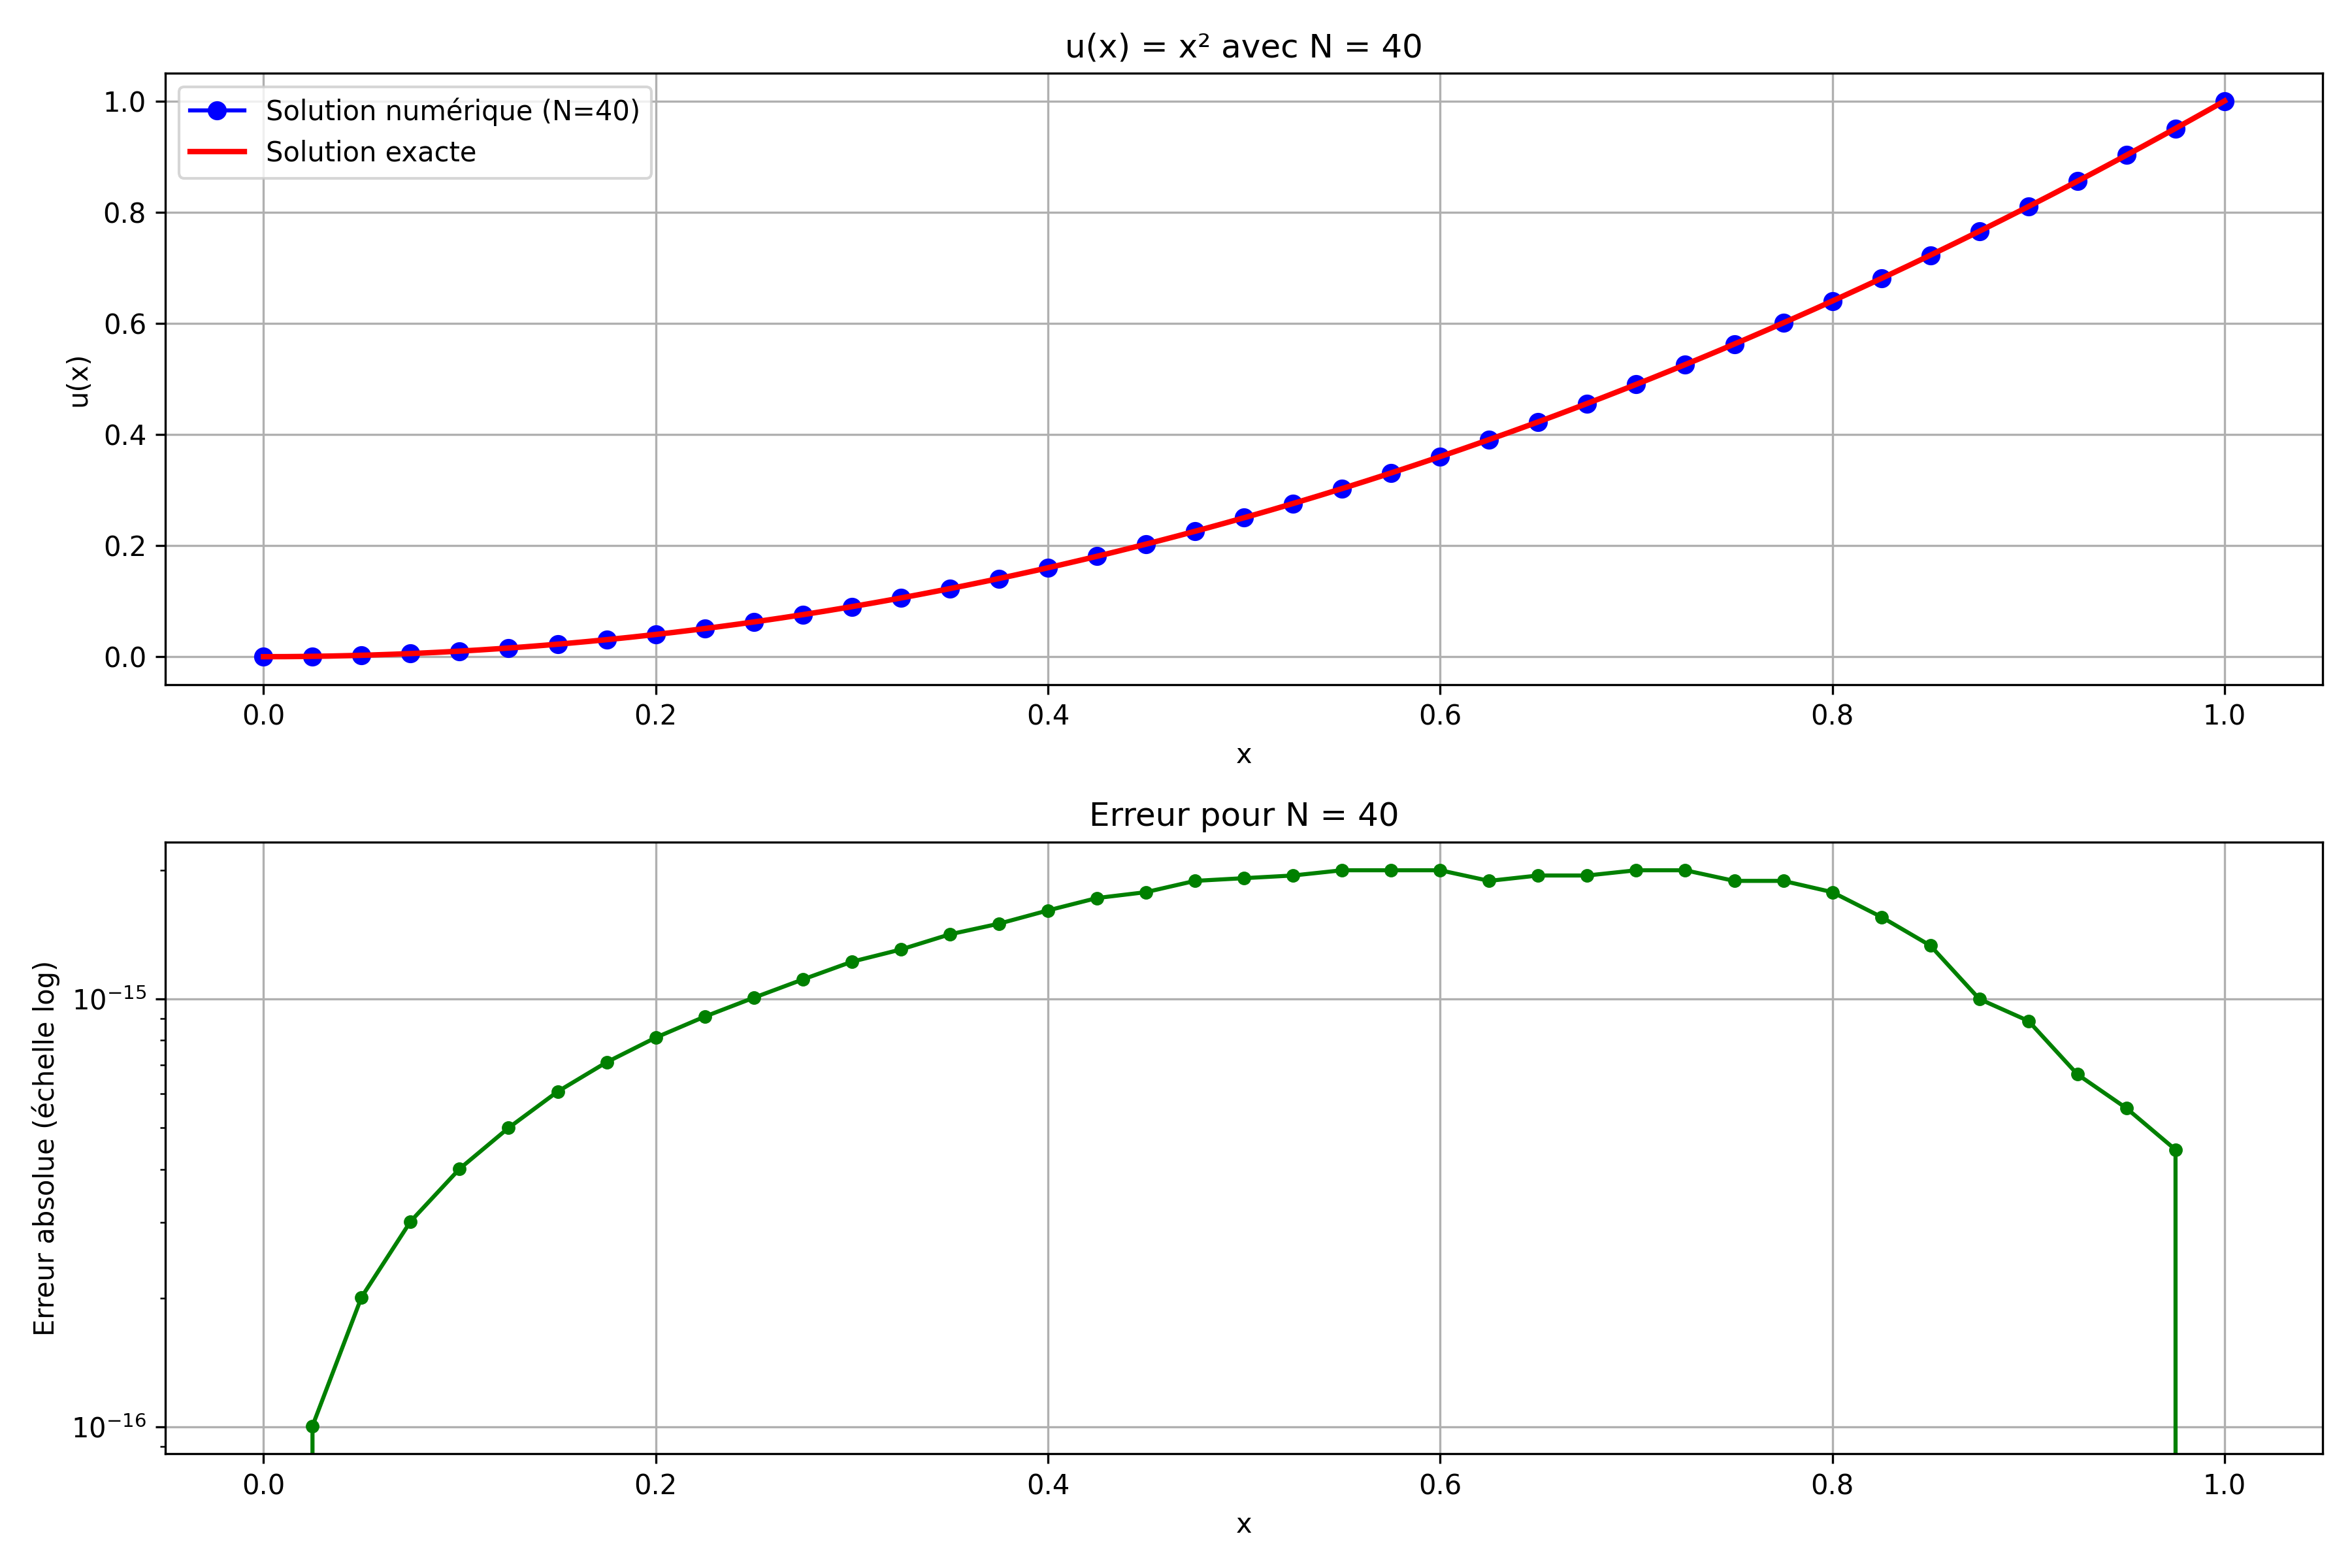 u(x) = x² avec N = 40
Solution numérique (N=40)
Solution exacte
u(x)
1.0
0.8
0.6
0.4
0.2
0.0
0.0 0.2 0.4 0.6 0.8 1.0
x
Erreur pour N = 40
Erreur absolue (échelle log)
10⁻¹⁵
10⁻¹⁶
0.0 0.2 0.4 0.6 0.8 1.0
x